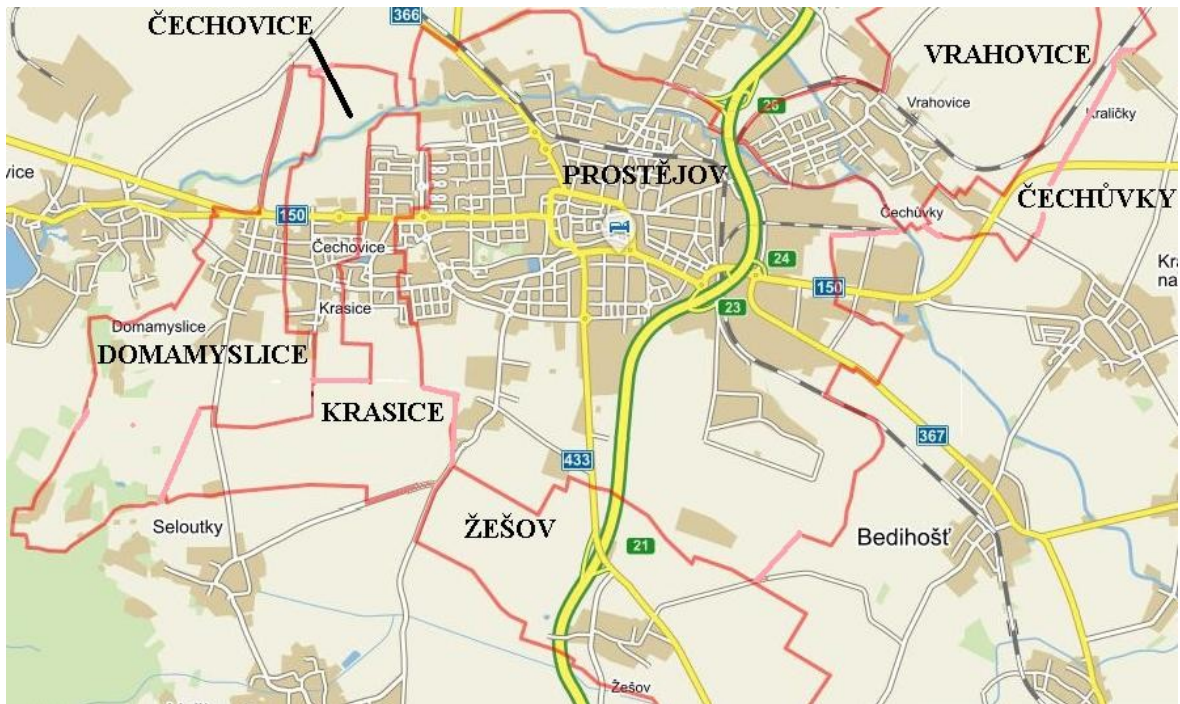 366
ČECHOVICE
VRAHOVICE
25
Vrahovice
Kraličky
vice
PROSTĚJOV
ČECHŮVKY
150
Čechůvky
Čechovice
24
Kra
na
150
23
Krasice
Domamyslice
DOMAMYSLICE
KRASICE
367
433
Seloutky
ŽEŠOV
21
Bedihošť
Žešov